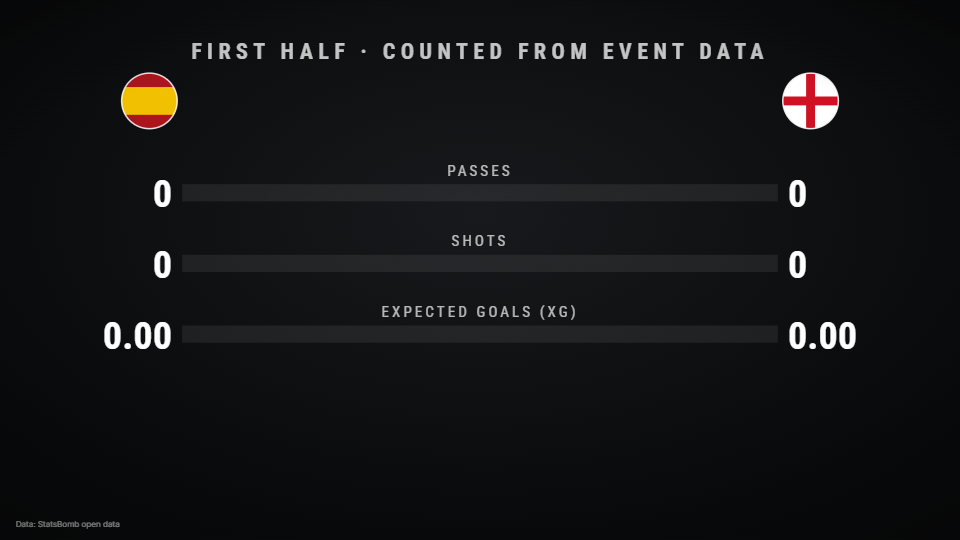 FIRST HALF · COUNTED FROM EVENT DATA
PASSES
0 0
SHOTS
0 0
EXPECTED GOALS (XG)
0.00 0.00
Data: StatsBomb open data